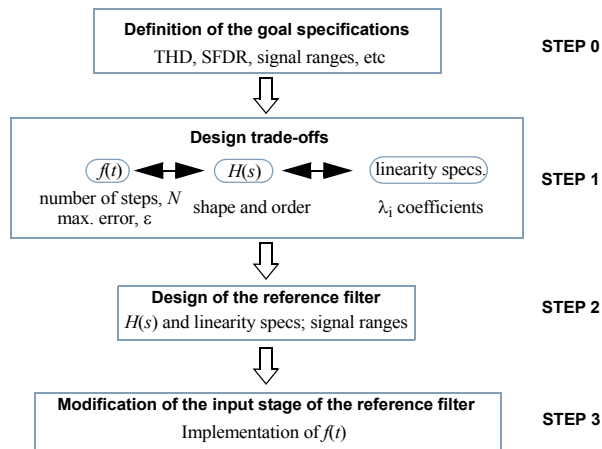 Definition of the goal specifications
THD, SFDR, signal ranges, etc
STEP 0
Design trade-offs
f(t) H(s) linearity specs.
number of steps, N
max. error, ε
shape and order
λi coefficients
STEP 1
Design of the reference filter
H(s) and linearity specs; signal ranges
STEP 2
Modification of the input stage of the reference filter
Implementation of f(t)
STEP 3